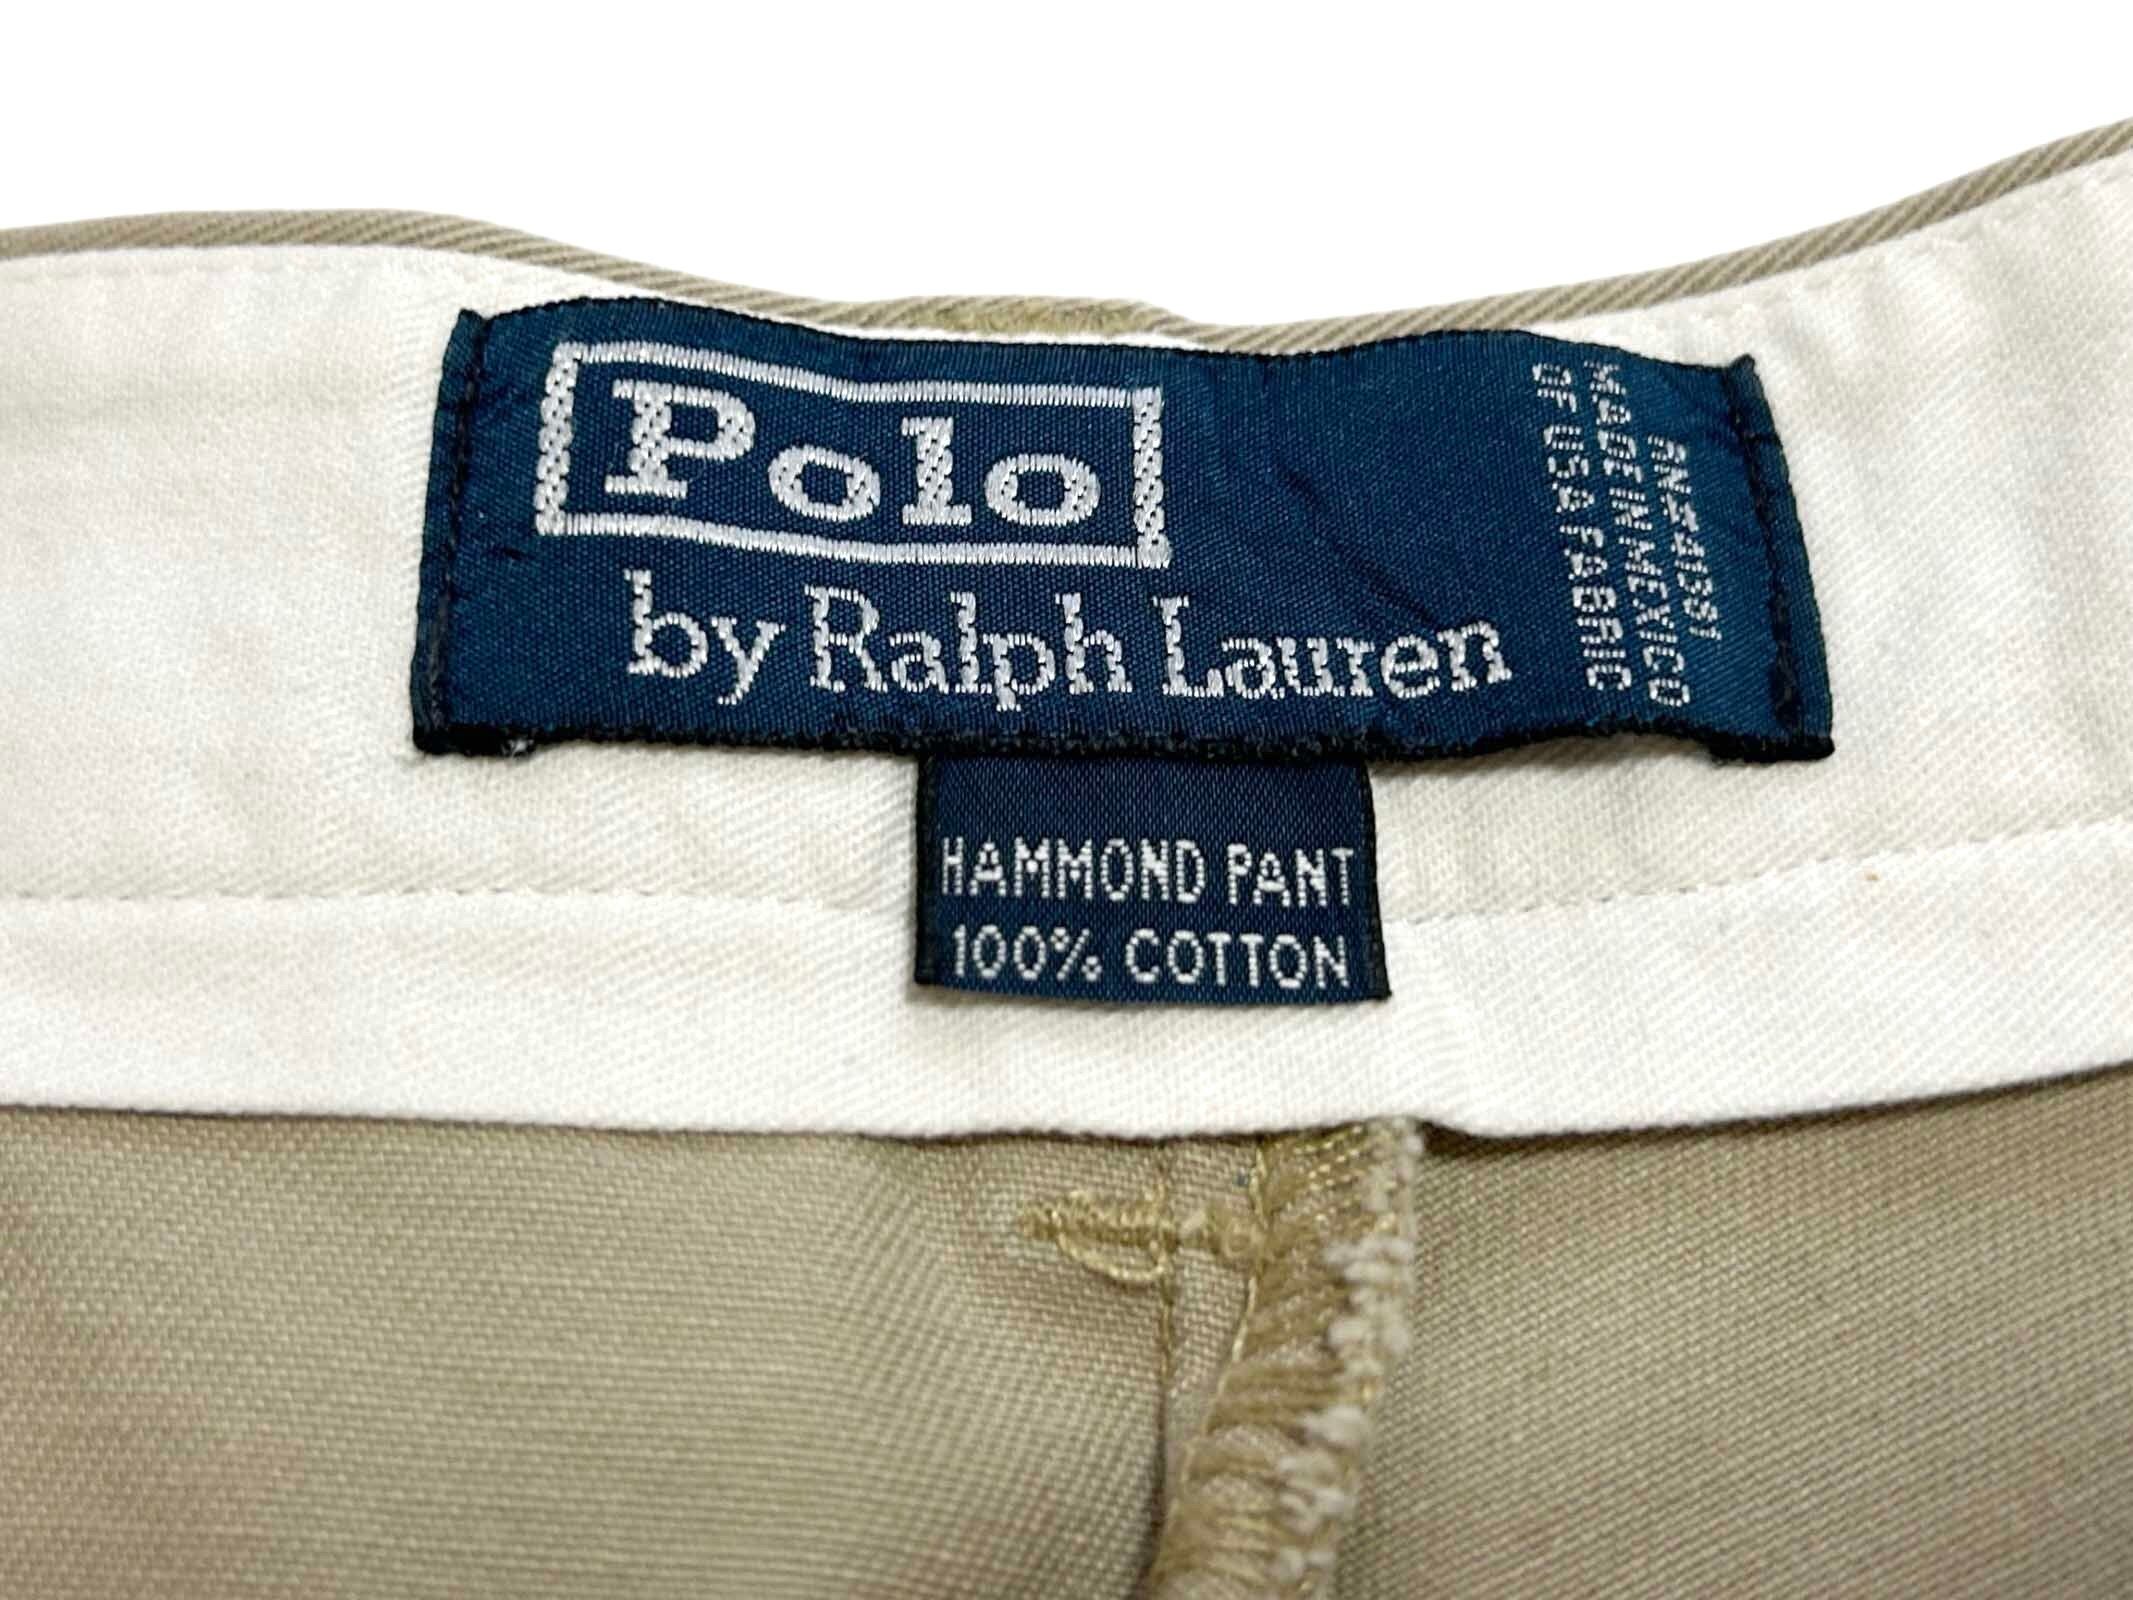 Polo
by Ralph Lauren
RN≠41381
MADE IN MEXICO
OF USA FABRIC
HAMMOND PANT
100% COTTON